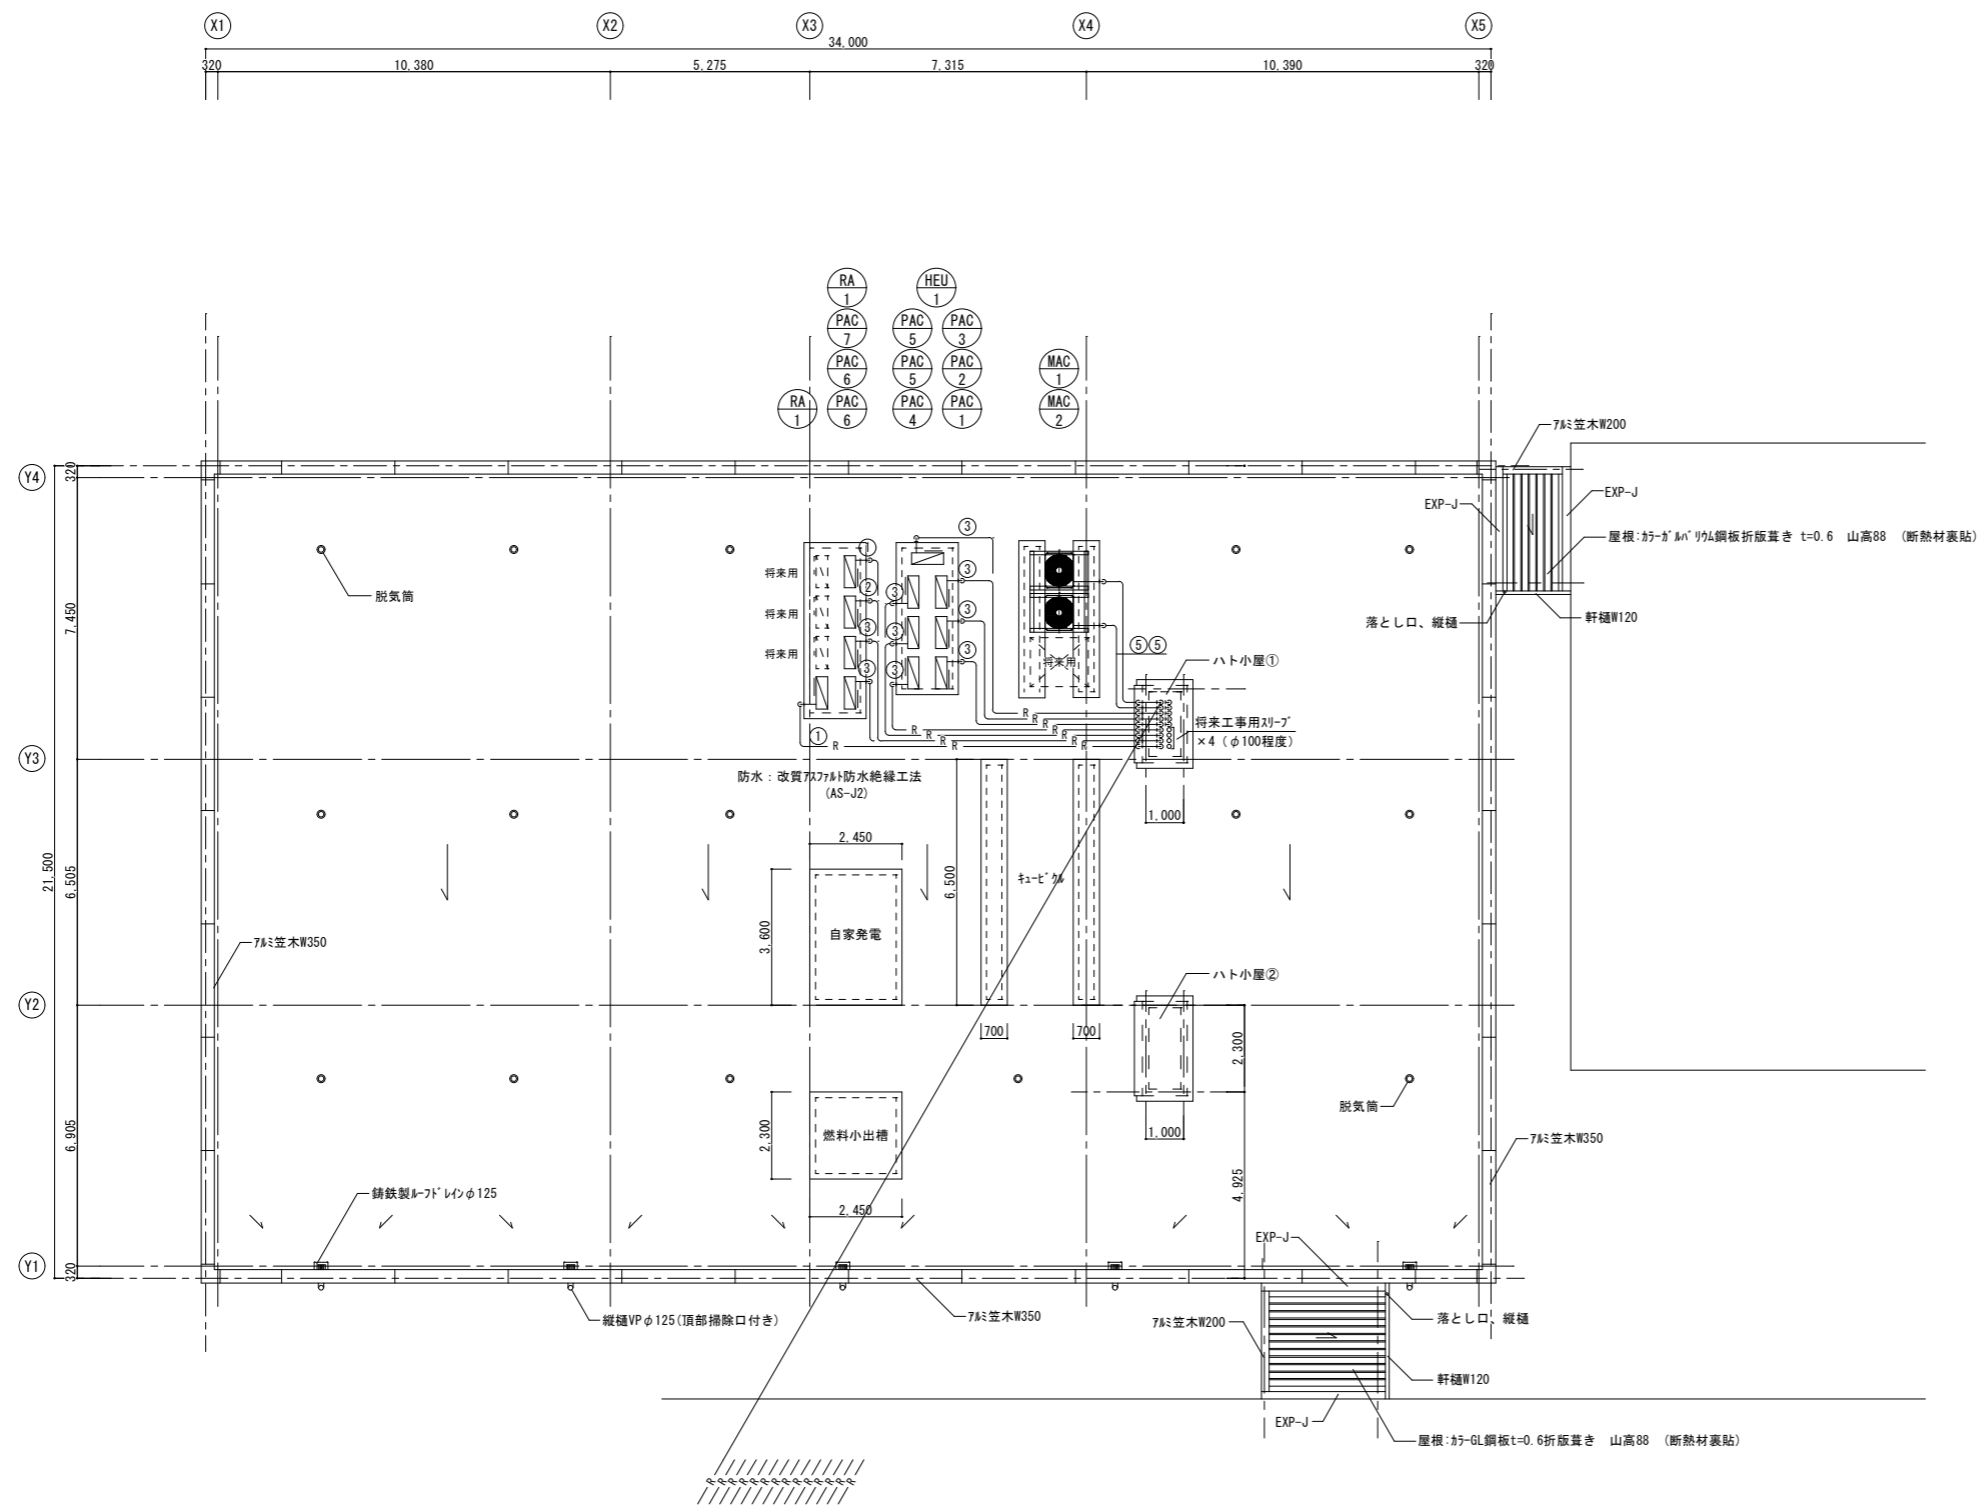 X1 X2 X3 X4 X5
34,000
320 10,380 5,275 7,315 10,390 320
RA 1
HEU 1
PAC 7
PAC 5
PAC 3
PAC 6
PAC 5
PAC 2
MAC 1
RA 1
PAC 6
PAC 4
PAC 1
MAC 2
アルミ笠木W200
Y4
320
EXP-J
EXP-J
屋根:カラーガルバリウム鋼板折版葺き t=0.6 山高88 (断熱材裏貼)
脱気筒
将来用
将来用
将来用
① ② ③ ③
③ ③ ③ ③
③ ③ ③
将来用
⑤⑤
落とし口、縦樋
軒樋W120
7,450
ハト小屋①
将来工事用スリーブ
×4(φ100程度)
①
R R R R R R R R R R
Y3
防水:改質アスファルト防水絶縁工法
(AS-J2)
1,000
2,450
21,500
6,505
6,500
キュービクル
3,600
自家発電
アルミ笠木W350
ハト小屋②
Y2
700
700
2,300
脱気筒
2,300
燃料小出槽
1,000
アルミ笠木W350
6,905
4,925
鋳鉄製ルーフドレインφ125
2,450
EXP-J
Y1
320
縦樋VPφ125(頂部掃除口付き)
アルミ笠木W350
アルミ笠木W200
落とし口、縦樋
軒樋W120
EXP-J
屋根:カラーGL鋼板t=0.6折版葺き 山高88 (断熱材裏貼)
R R R R R R R R R R R R R R